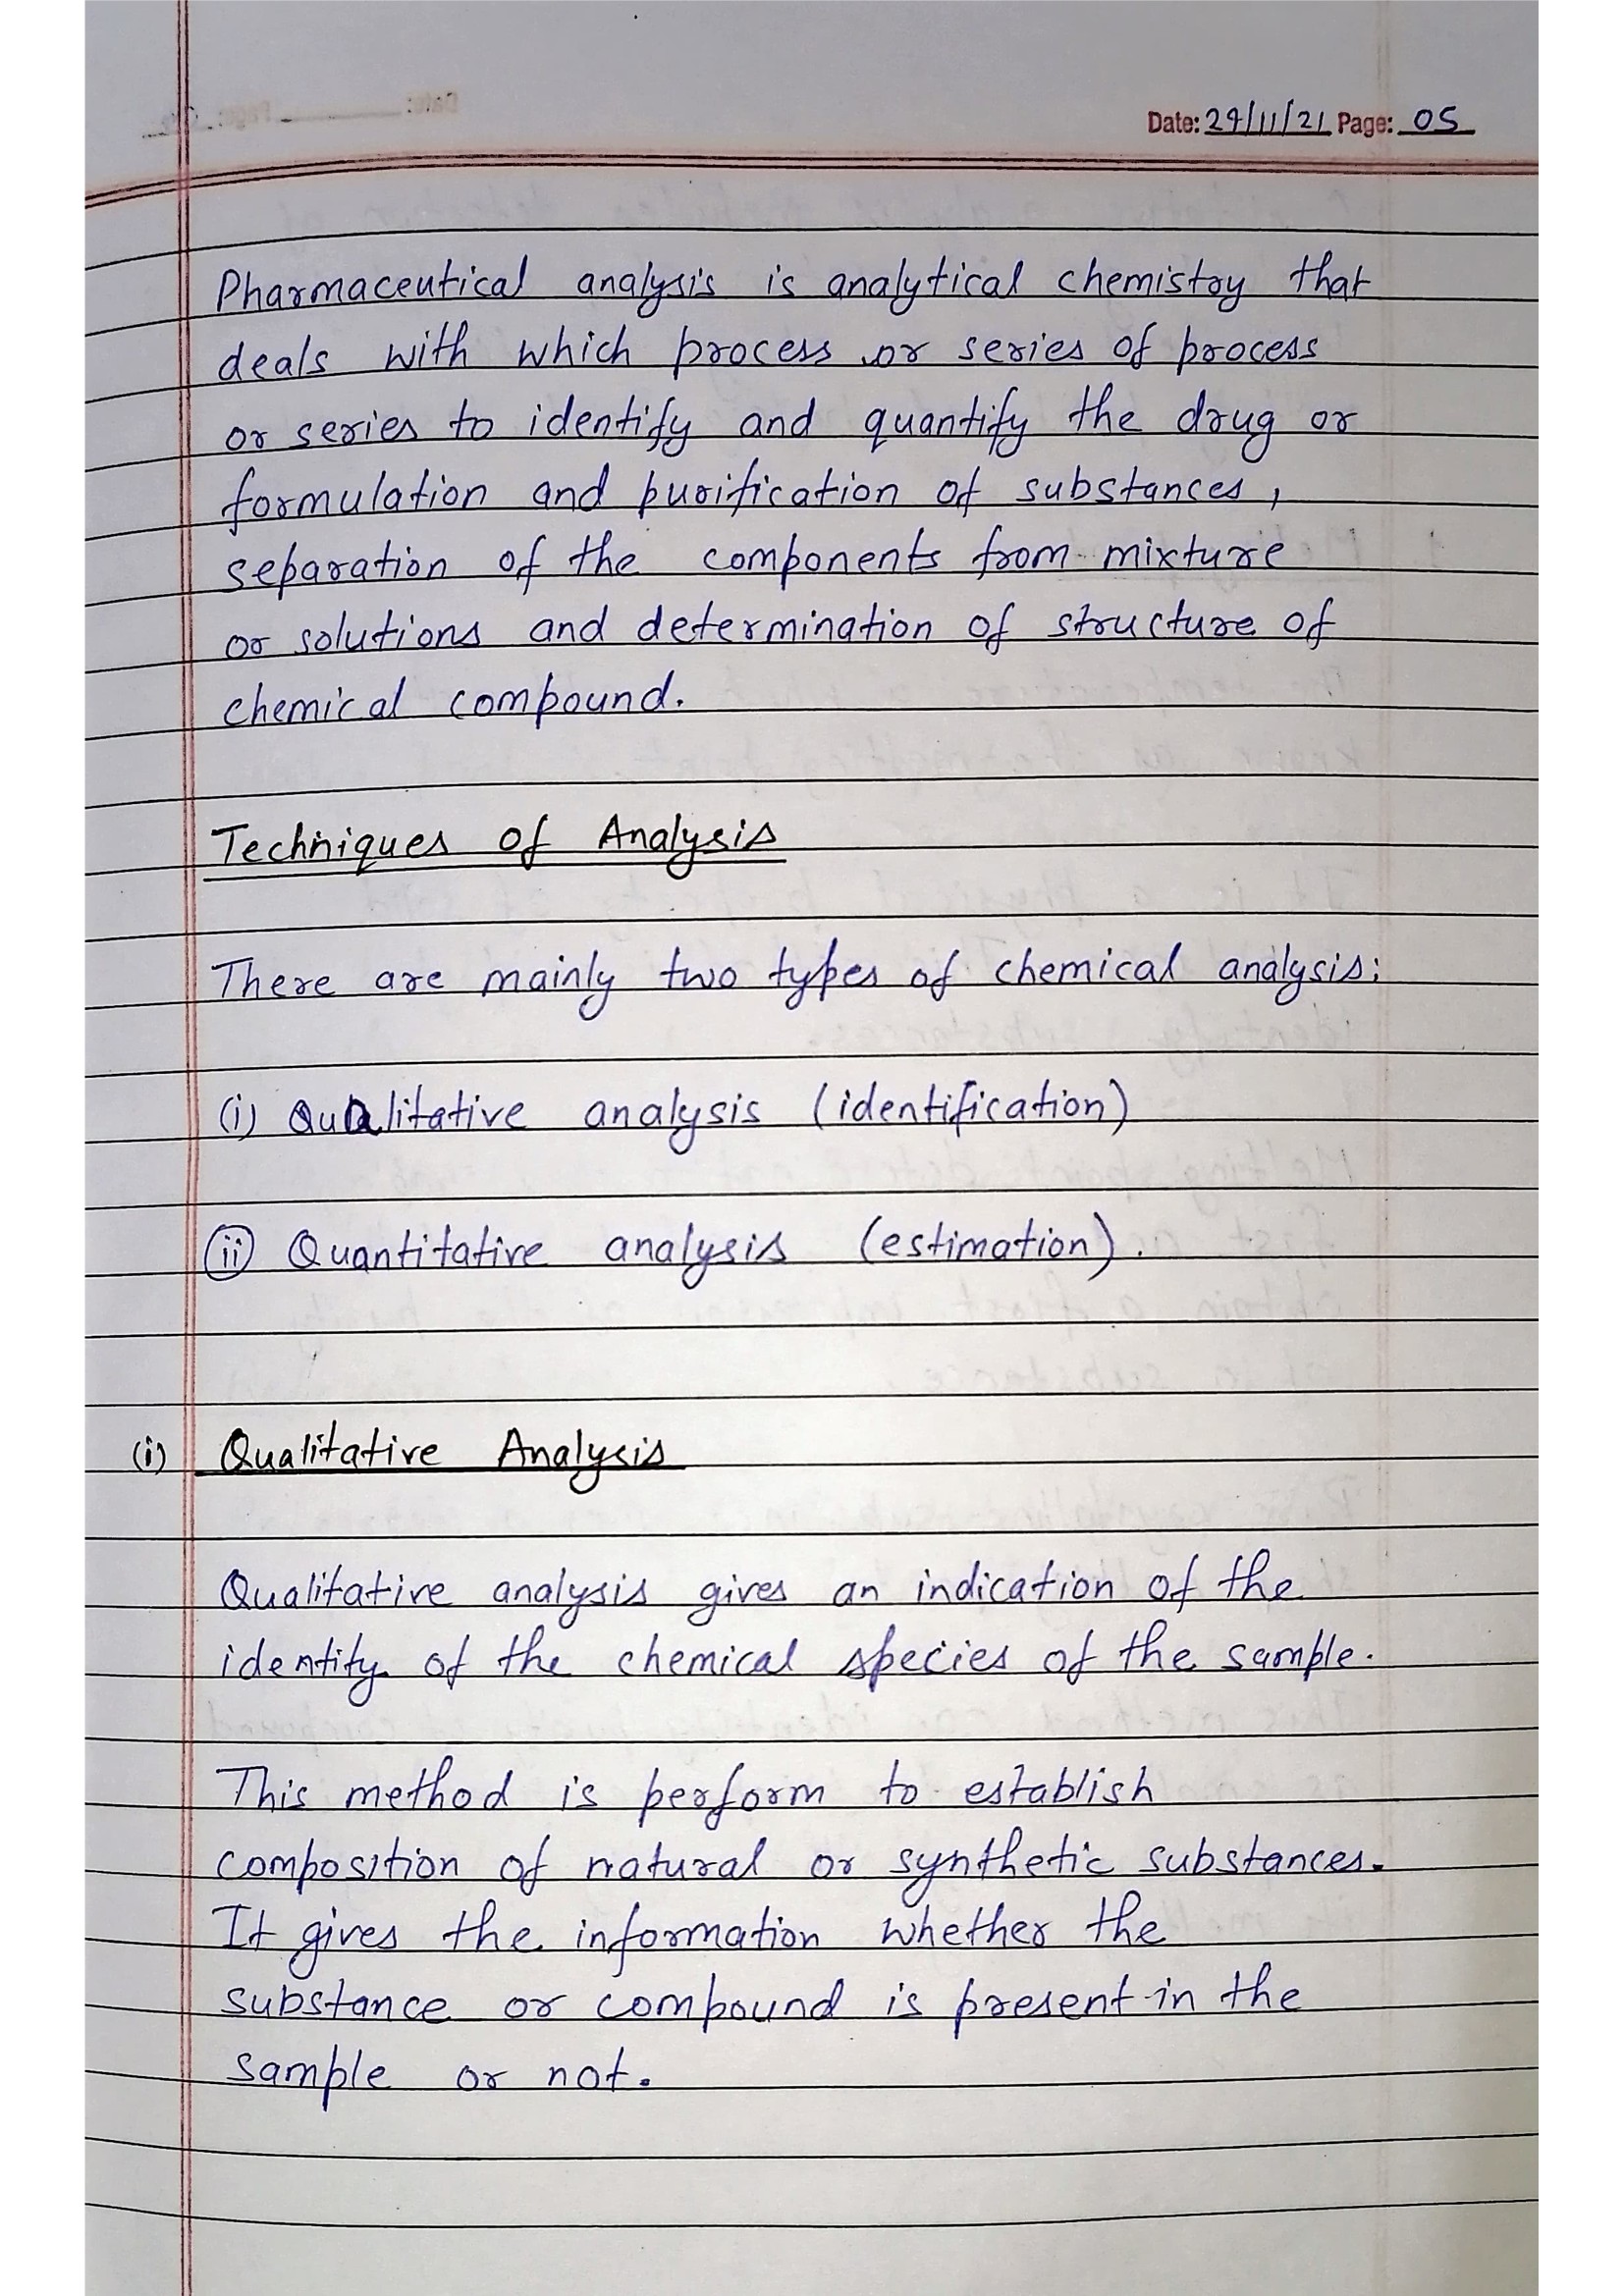 Date: 29/11/21 Page: 05
Pharmaceutical analysis is analytical chemistry that
deals with which process or series of process
or series to identify and quantify the drug or
formulation and purification of substances,
separation of the components from mixture
or solutions and determination of structure of
chemical compound.
Techniques of Analysis
There are mainly two types of chemical analysis:
(i) Qualitative analysis (identification)
(ii) Quantitative analysis (estimation).
(i) Qualitative Analysis
Qualitative analysis gives an indication of the
identity of the chemical species of the sample.
This method is perform to establish
composition of natural or synthetic substances.
It gives the information whether the
substance or compound is present in the
sample or not.